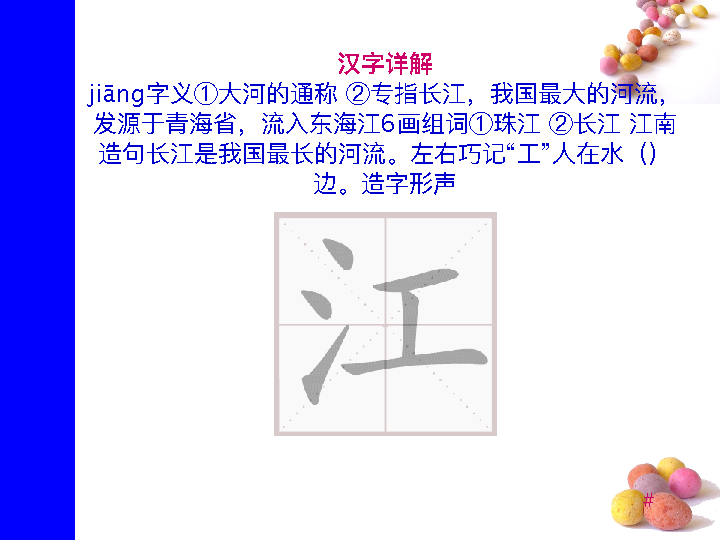 汉字详解
jiāng字义①大河的通称 ②专指长江，我国最大的河流，
发源于青海省，流入东海江6画组词①珠江 ②长江 江南
造句长江是我国最长的河流。左右巧记“工”人在水（）
边。造字形声
江
#